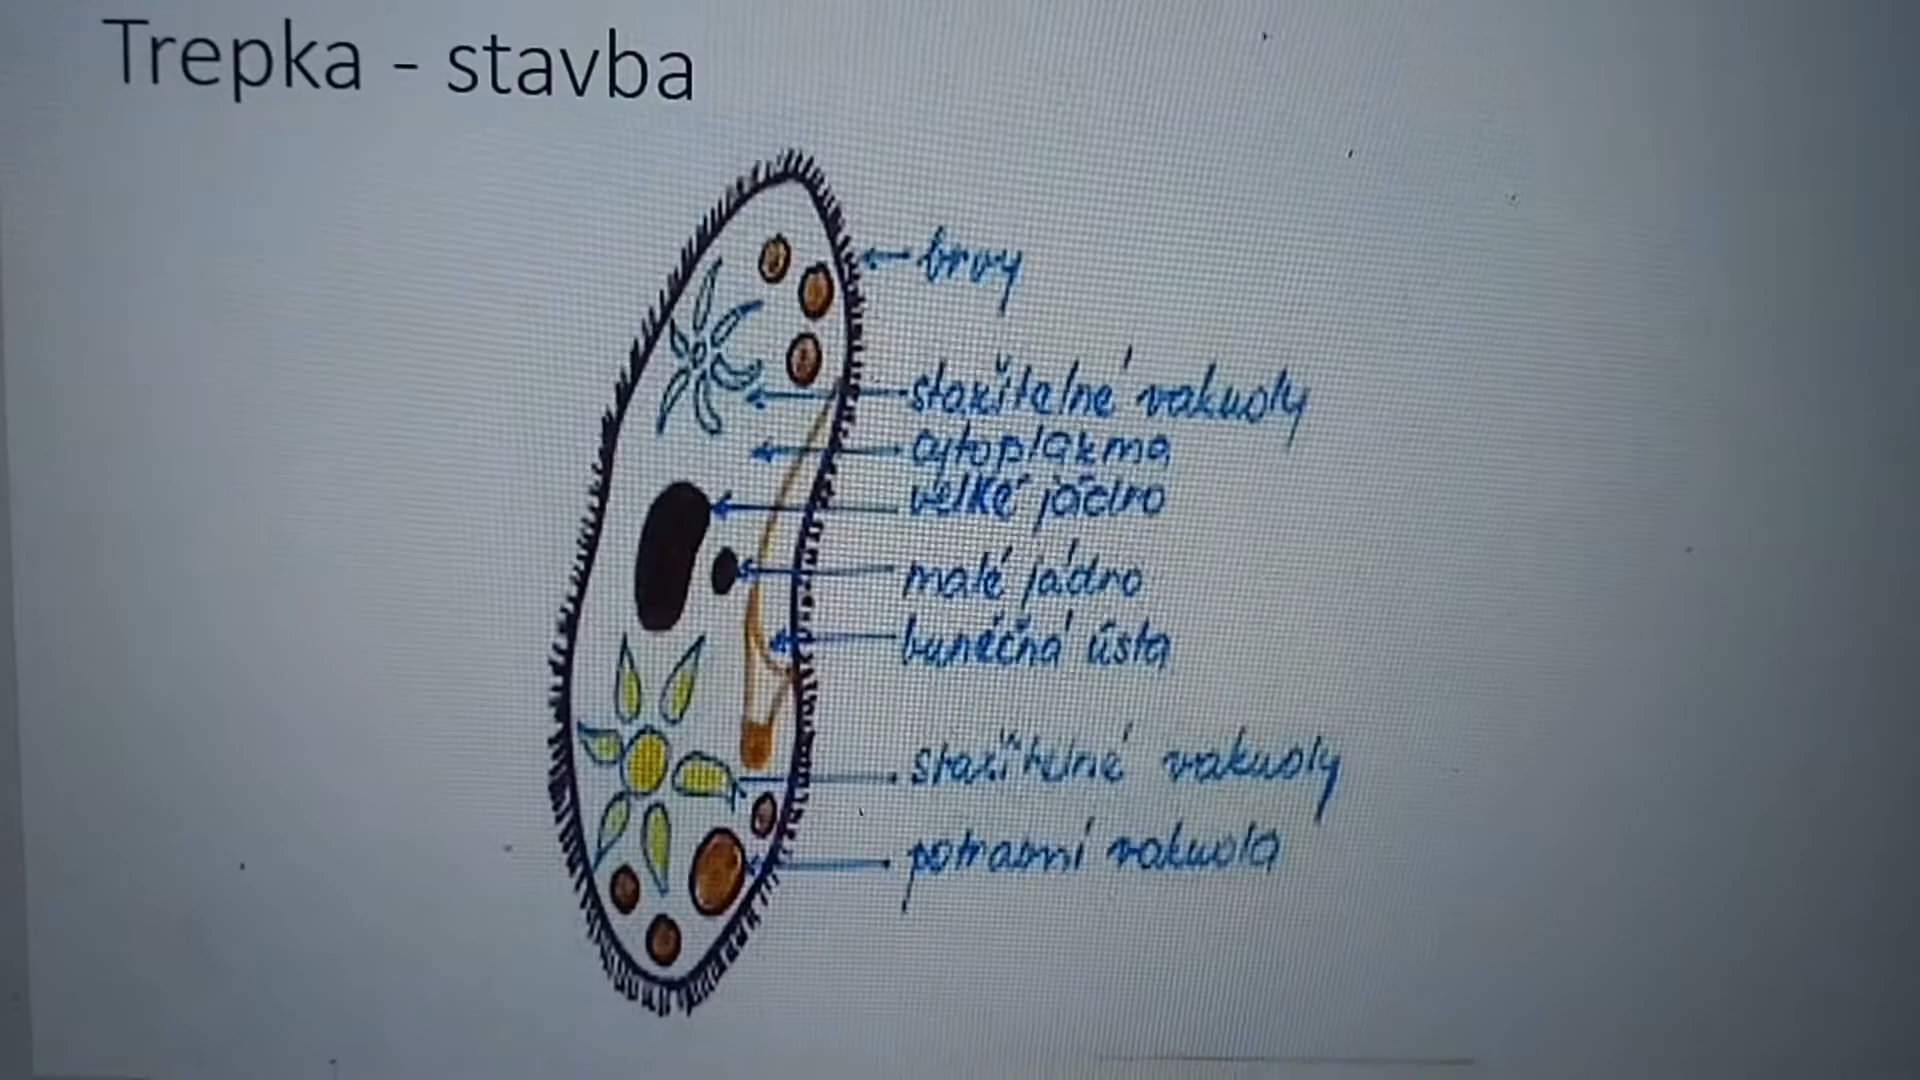 Trepka - stavba
brvy
stažitelné vakuoly
cytoplazma
velké jádro
malé jádro
buněčná ústa
stažitelné vakuoly
potravní vakuola